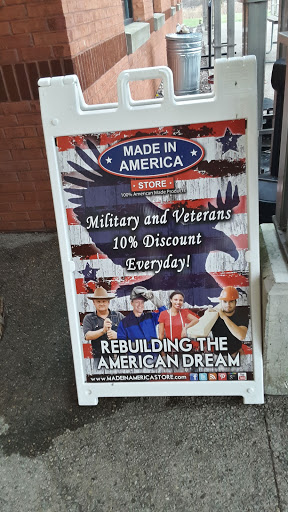 MADE IN
AMERICA
• STORE •
100% American Made Products
Military and Veterans
10% Discount
Everyday!
REBUILDING THE
AMERICAN DREAM
WWW.MADEINAMERICASTORE.COM